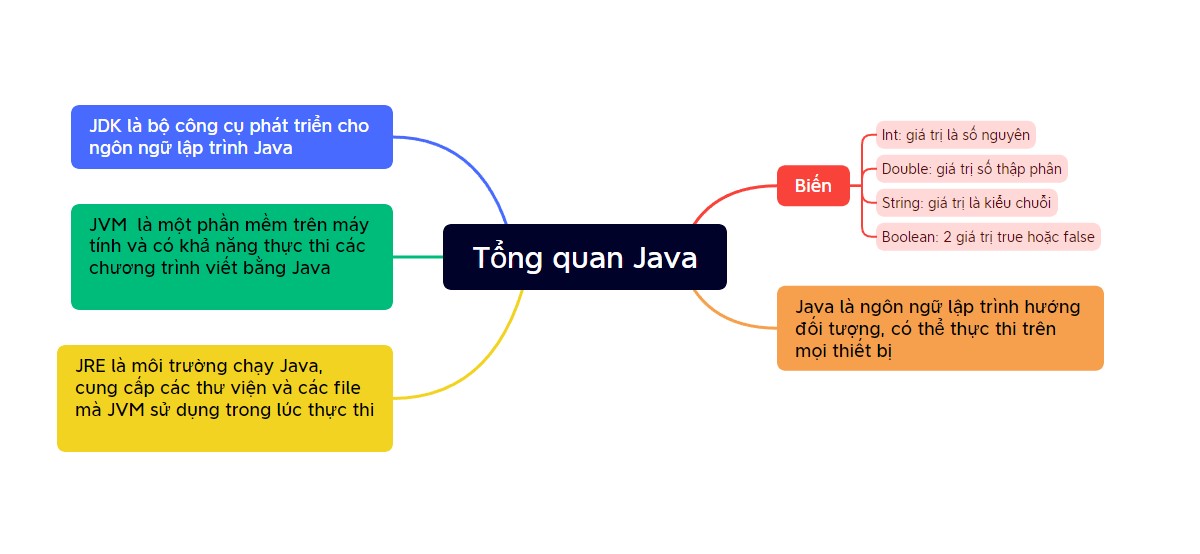 Tổng quan Java
JDK là bộ công cụ phát triển cho
ngôn ngữ lập trình Java
JVM  là một phần mềm trên máy
tính và có khả năng thực thi các
chương trình viết bằng Java
JRE là môi trường chạy Java,
cung cấp các thư viện và các file
mà JVM sử dụng trong lúc thực thi
Biến
Int: giá trị là số nguyên
Double: giá trị số thập phân
String: giá trị là kiểu chuỗi
Boolean: 2 giá trị true hoặc false
Java là ngôn ngữ lập trình hướng
đối tượng, có thể thực thi trên
mọi thiết bị